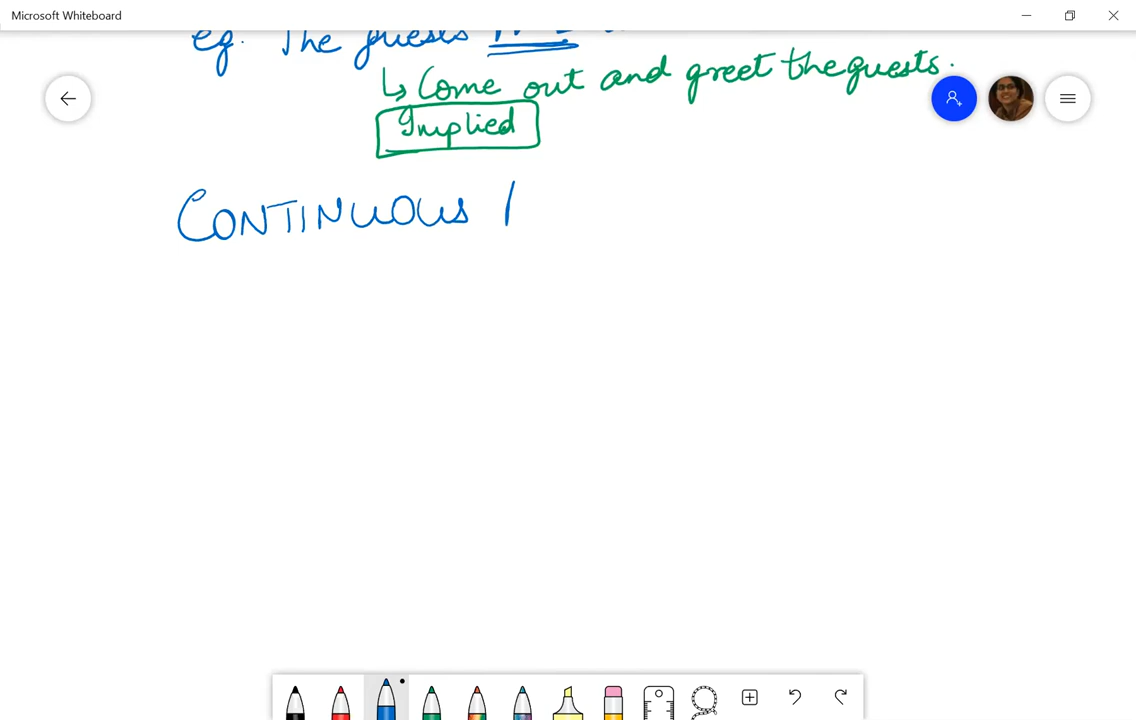 Microsoft Whiteboard
eg. The guests
↳ Come out and greet the guests.
Implied
CONTINUOUS